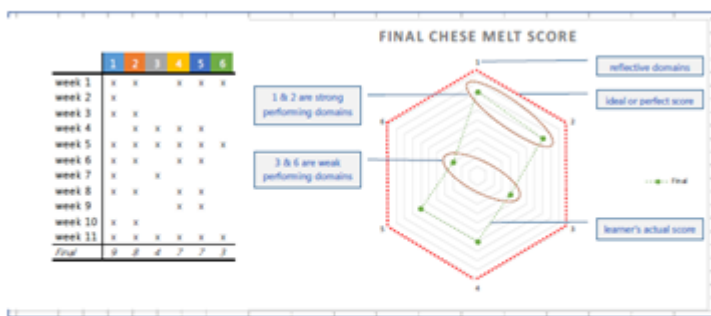 FINAL CHESE MELT SCORE
1 2 3 4 5 6
week 1 x x x x x
week 2 x
week 3 x x
week 4 x x x x
week 5 x x x x x x
week 6 x x x x
week 7 x x
week 8 x x x x
week 9 x x
week 10 x x
week 11 x x x x x x
Final 9 8 4 7 7 3
1 & 2 are strong
performing domains
3 & 6 are weak
performing domains
reflective domains
ideal or perfect score
Final
learner's actual score
1
2
3
4
5
6